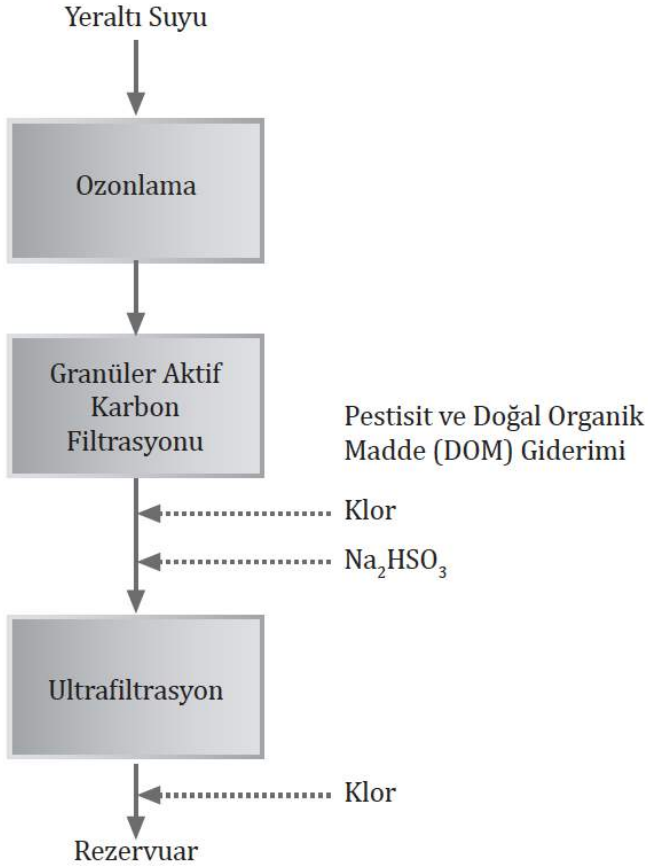 Yeraltı Suyu
Ozonlama
Granüler Aktif
Karbon
Filtrasyonu
Pestisit ve Doğal Organik
Madde (DOM) Giderimi
Klor
Na₂HSO₃
Ultrafiltrasyon
Klor
Rezervuar